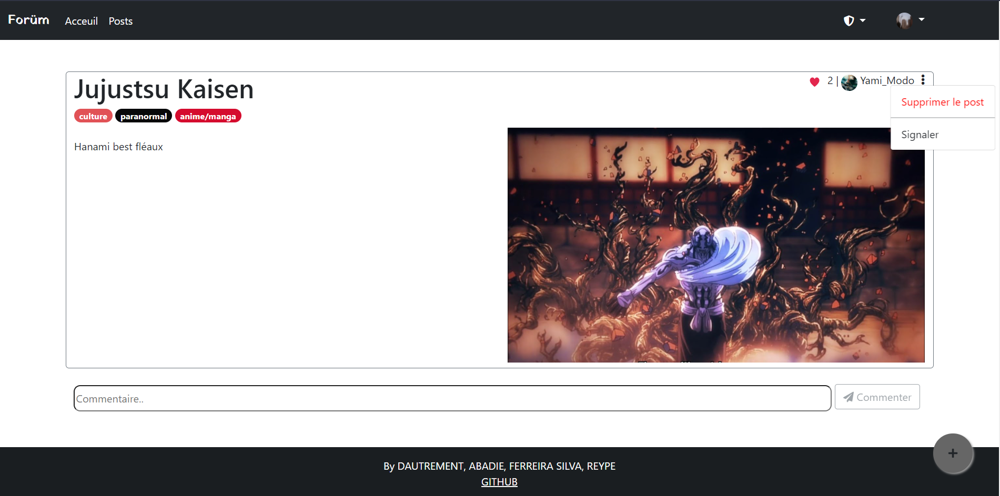 Forüm Acceuil Posts
Jujustsu Kaisen
2 | Yami_Modo
Supprimer le post
Signaler
culture paranormal anime/manga
Hanami best fléaux
Commentaire..
Commenter
+
By DAUTREMENT, ABADIE, FERREIRA SILVA, REYPE
GITHUB